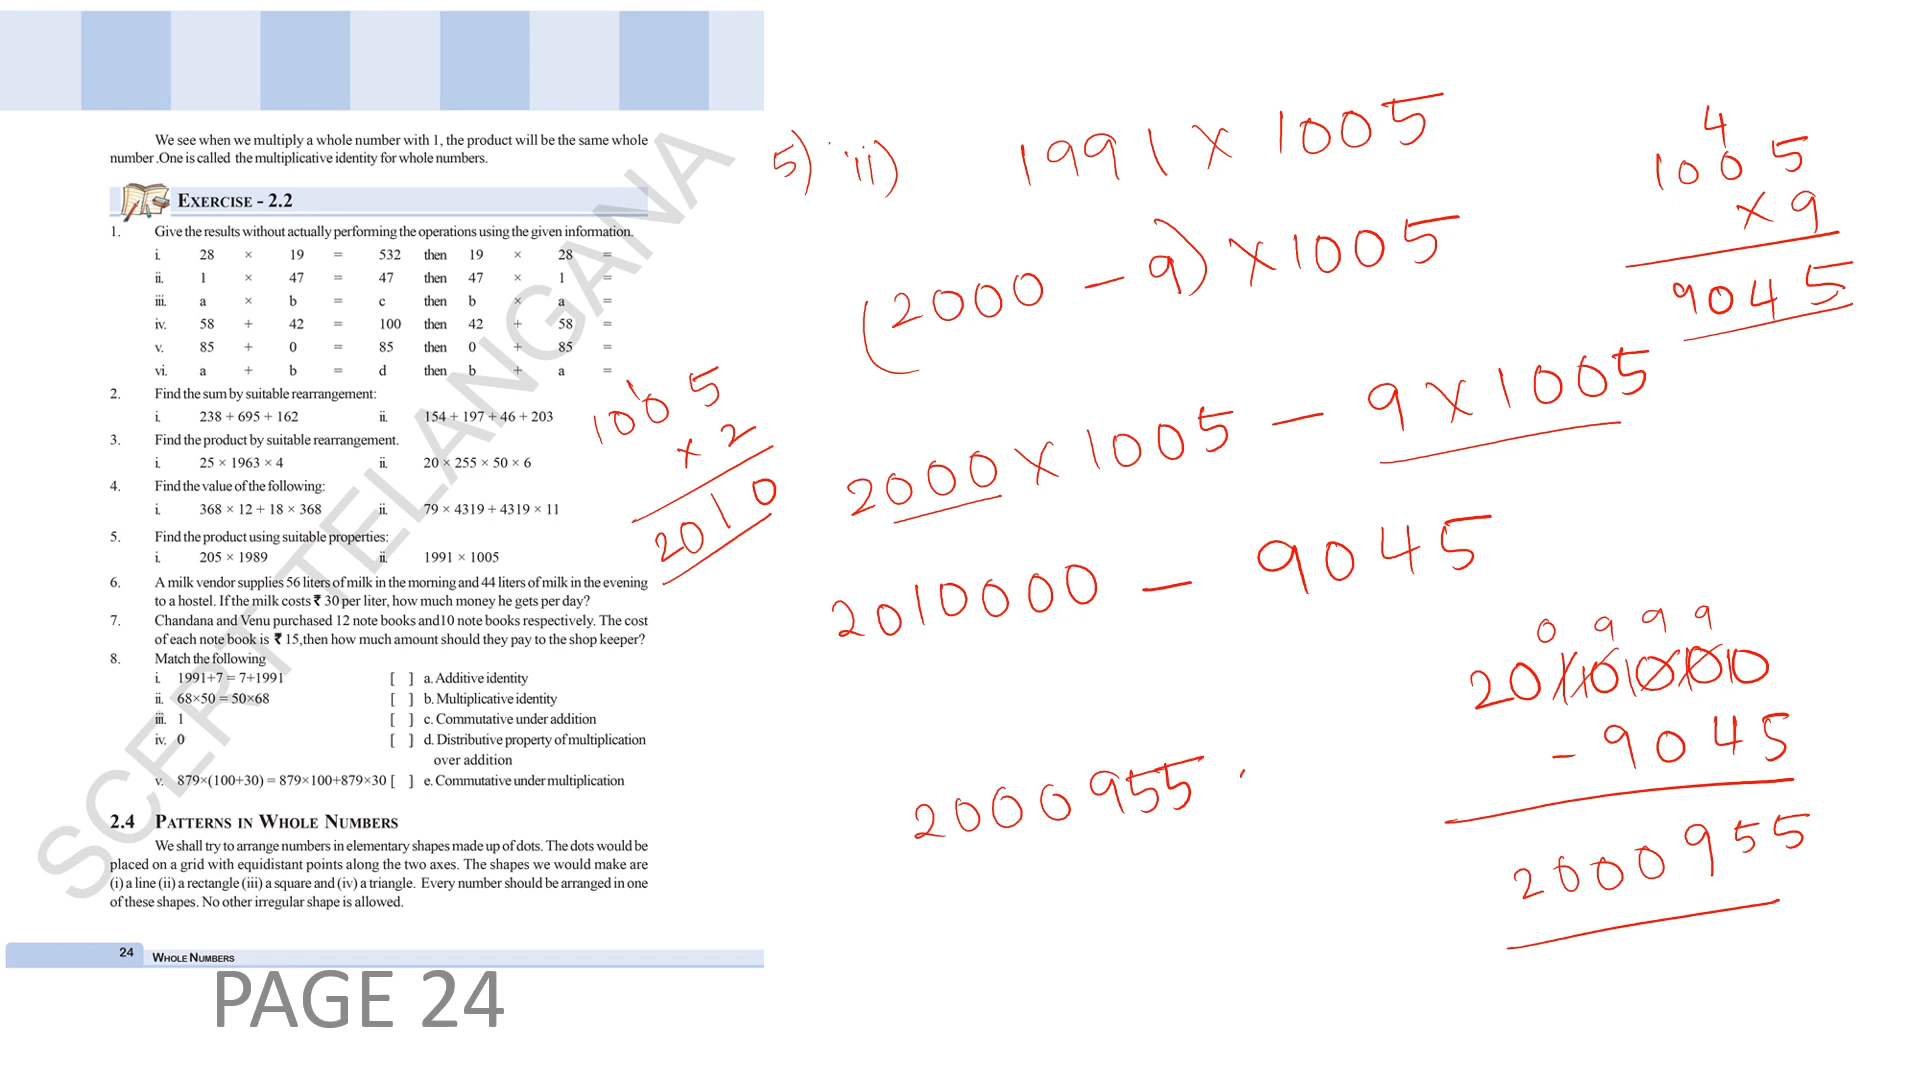 We see when we multiply a whole number with 1, the product will be the same whole
number .One is called the multiplicative identity for whole numbers.
EXERCISE - 2.2
1. Give the results without actually performing the operations using the given information.
i. 28 × 19 = 532 then 19 × 28 =
ii. 1 × 47 = 47 then 47 × 1 =
iii. a × b = c then b × a =
iv. 58 + 42 = 100 then 42 + 58 =
v. 85 + 0 = 85 then 0 + 85 =
vi. a + b = d then b + a =
2. Find the sum by suitable rearrangement:
i. 238 + 695 + 162 ii. 154 + 197 + 46 + 203
3. Find the product by suitable rearrangement.
i. 25 × 1963 × 4 ii. 20 × 255 × 50 × 6
4. Find the value of the following:
i. 368 × 12 + 18 × 368 ii. 79 × 4319 + 4319 × 11
5. Find the product using suitable properties:
i. 205 × 1989 ii. 1991 × 1005
6. A milk vendor supplies 56 liters of milk in the morning and 44 liters of milk in the evening
to a hostel. If the milk costs ₹ 30 per liter, how much money he gets per day?
7. Chandana and Venu purchased 12 note books and10 note books respectively. The cost
of each note book is ₹ 15,then how much amount should they pay to the shop keeper?
8. Match the following
i. 1991+7 = 7+1991 [ ] a. Additive identity
ii. 68×50 = 50×68 [ ] b. Multiplicative identity
iii. 1 [ ] c. Commutative under addition
iv. 0 [ ] d. Distributive property of multiplication
over addition
v. 879×(100+30) = 879×100+879×30 [ ] e. Commutative under multiplication
2.4 PATTERNS IN WHOLE NUMBERS
We shall try to arrange numbers in elementary shapes made up of dots. The dots would be
placed on a grid with equidistant points along the two axes. The shapes we would make are
(i) a line (ii) a rectangle (iii) a square and (iv) a triangle. Every number should be arranged in one
of these shapes. No other irregular shape is allowed.
24 WHOLE NUMBERS
SCERT TELANGANA
PAGE 24
5) ii) 1991 × 1005
(2000 - 9) × 1005
2000 × 1005 - 9 × 1005
2010000 - 9045
2000955
1
1005
× 2
2010
4
1005
× 9
9045
0 9 9 9
2010101010
- 9045
2000955